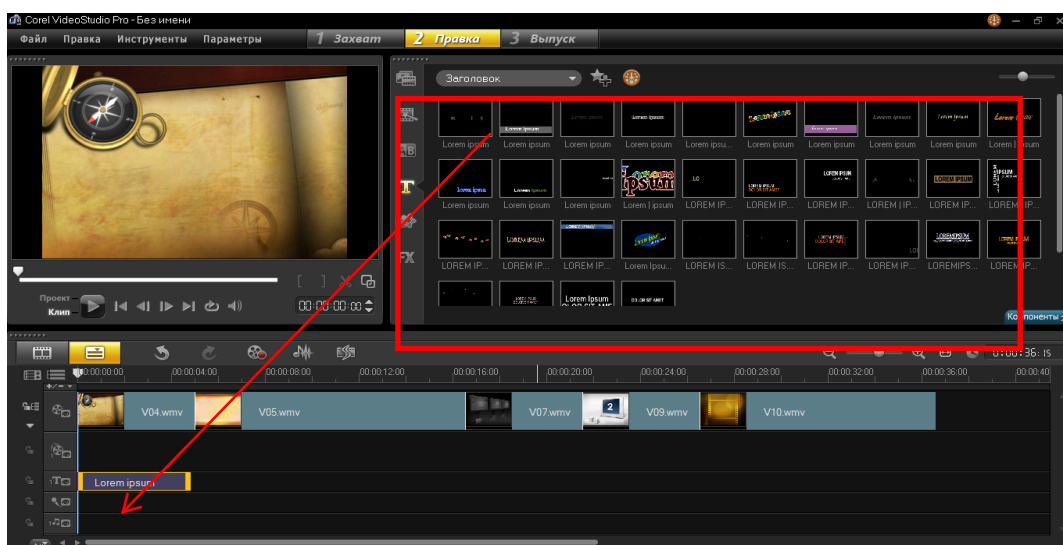 Corel VideoStudio Pro - Без имени
Файл Правка Инструменты Параметры 1 Захват 2 Правка 3 Выпуск
Заголовок
Lorem ipsum Lorem ipsum Lorem ipsum Lorem ipsum Lorem ipsu... Lorem ipsum Lorem ipsum Lorem ipsum Lorem ipsum Lorem | ipsum
Lorem ipsum Lorem ipsum Lorem ipsum Lorem | ipsum LOREM IP... LOREM IP... LOREM IP... LOREM | IP... LOREM IP... LOREM IP...
LOREM IP... LOREM IP... LOREM IP... Lorem Ipsu... LOREM IS... LOREM IS... LOREM IP... LOREM IP... LOREMIPS... LOREM IP...
Проект
Клип
00:00:00:00
Компоненты
0:00:36:15
0:00:00:00 00:00:04:00 00:00:08:00 00:00:12:00 00:00:16:00 00:00:20:00 00:00:24:00 00:00:28:00 00:00:32:00 00:00:36:00 00:00:40
V04.wmv V05.wmv V07.wmv V09.wmv V10.wmv
Lorem ipsum